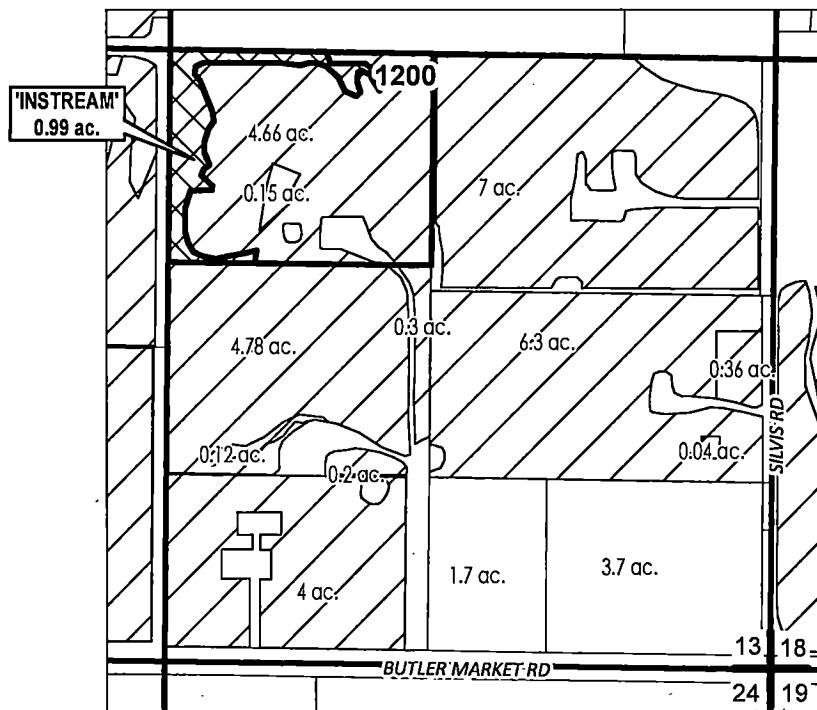 1200
'INSTREAM'
0.99 ac.
4.66 ac.
0.15 ac.
7 ac.
0.3 ac.
4.78 ac.
6.3 ac.
0.36 ac.
0.12 ac.
0.2 ac.
0.04 ac.
SILVIS RD
4 ac.
1.7 ac.
3.7 ac.
13 18
BUTLER MARKET RD
24 19